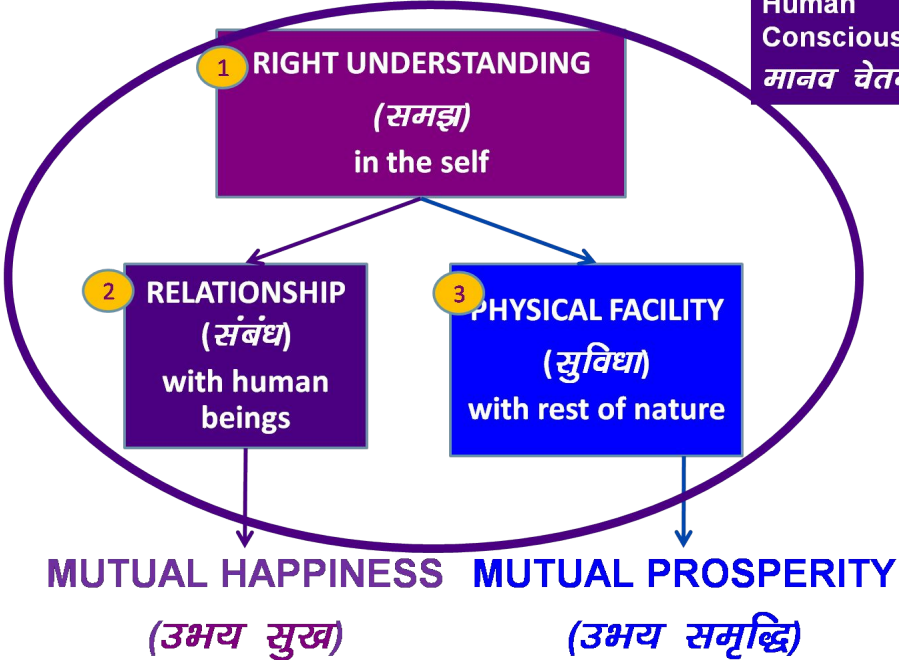 Human
1
RIGHT UNDERSTANDING
(समझ)
in the self
2
RELATIONSHIP
(संबंध)
with human
beings
3
PHYSICAL FACILITY
(सुविधा)
with rest of nature
MUTUAL HAPPINESS
(उभय सुख)
MUTUAL PROSPERITY
(उभय समृद्धि)
मानव